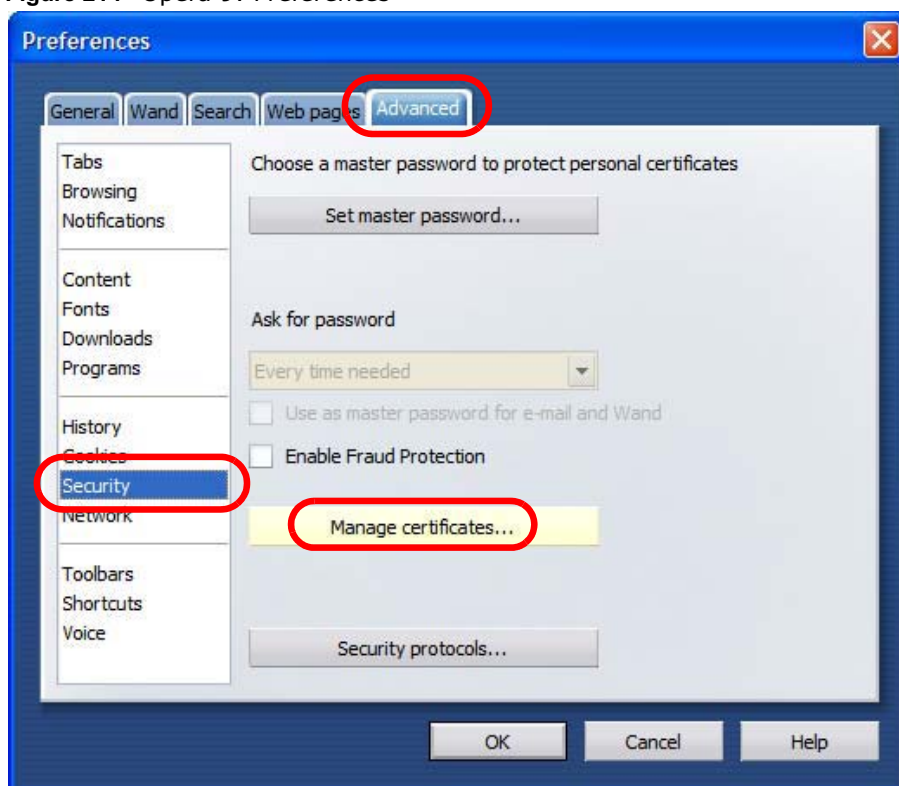 Preferences
General Wand Search Web pages Advanced
Tabs
Browsing
Notifications
Content
Fonts
Downloads
Programs
History
Cookies
Security
Network
Toolbars
Shortcuts
Voice
Choose a master password to protect personal certificates
Set master password...
Ask for password
Every time needed
Use as master password for e-mail and Wand
Enable Fraud Protection
Manage certificates...
Security protocols...
OK Cancel Help